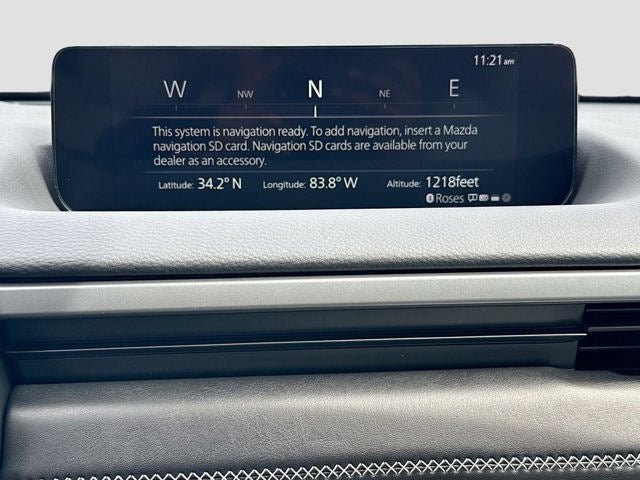 11:21am
W NW N NE E
This system is navigation ready. To add navigation, insert a Mazda
navigation SD card. Navigation SD cards are available from your
dealer as an accessory.
Latitude: 34.2° N Longitude: 83.8° W Altitude: 1218feet
Roses